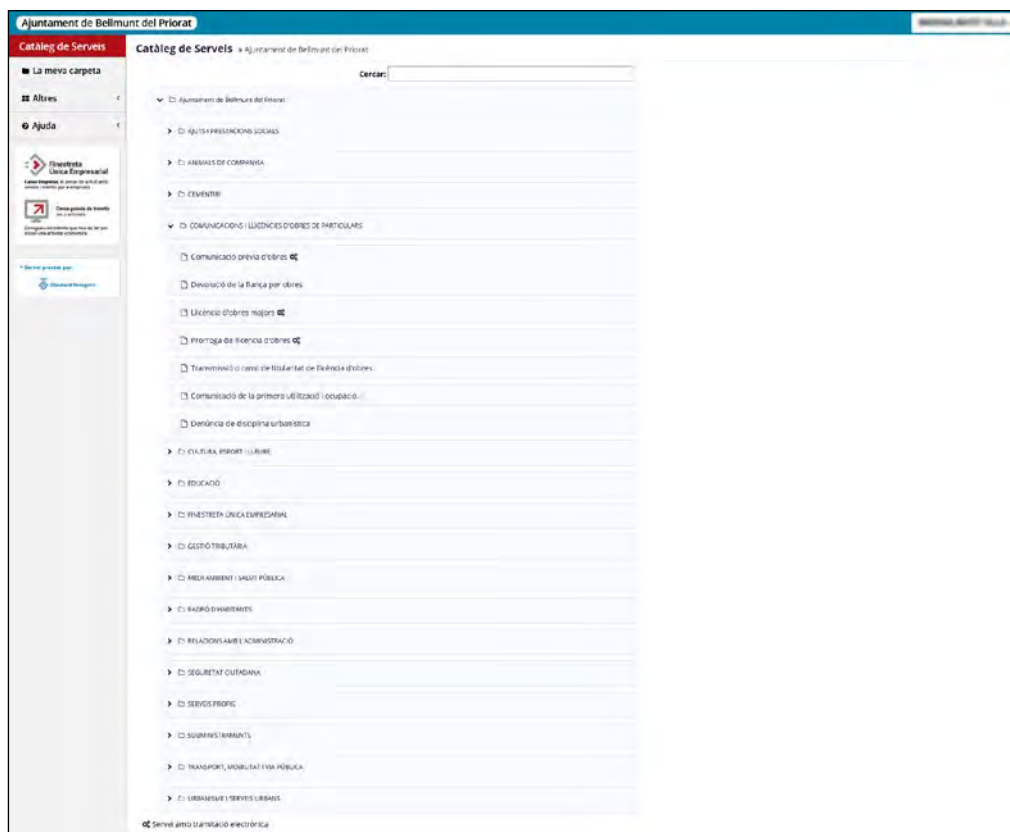 Ajuntament de Bellmunt del Priorat
Catàleg de Serveis
La meva carpeta
Altres
Ajuda
Finestreta
Única Empresarial
Cerca guiada de tràmits
Catàleg de Serveis » Ajuntament de Bellmunt del Priorat
Cercar:
Ajuntament de Bellmunt del Priorat
AJUTS I PRESTACIONS SOCIALS
ANIMALS DE COMPANYIA
CEMENTIRI
COMUNICACIONS I LLICÈNCIES D'OBRES DE PARTICULARS
Comunicació prèvia d'obres
Devolució de la fiança per obres
Llicència d'obres majors
Pròrroga de llicència d'obres
Transmissió o canvi de titularitat de llicència d'obres
Comunicació de la primera utilització i ocupació
Denúncia de disciplina urbanística
CULTURA, ESPORT I LLEURE
EDUCACIÓ
FINESTRETA ÚNICA EMPRESARIAL
GESTIÓ TRIBUTÀRIA
MEDI AMBIENT I SALUT PÚBLICA
PADRÓ D'HABITANTS
RELACIONS AMB L'ADMINISTRACIÓ
SEGURETAT CIUTADANA
SERVEIS PROPIS
SUBMINISTRAMENTS
TRANSPORT, MOBILITAT I VIA PÚBLICA
URBANISME I SERVEIS URBANS
Servei amb tramitació electrònica